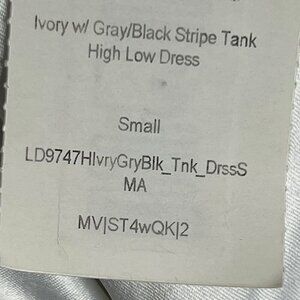 Ivory w/ Gray/Black Stripe Tank
High Low Dress
Small
LD9747HIvryGryBlk_Tnk_DrssS
MA
MV|ST4wQK|2